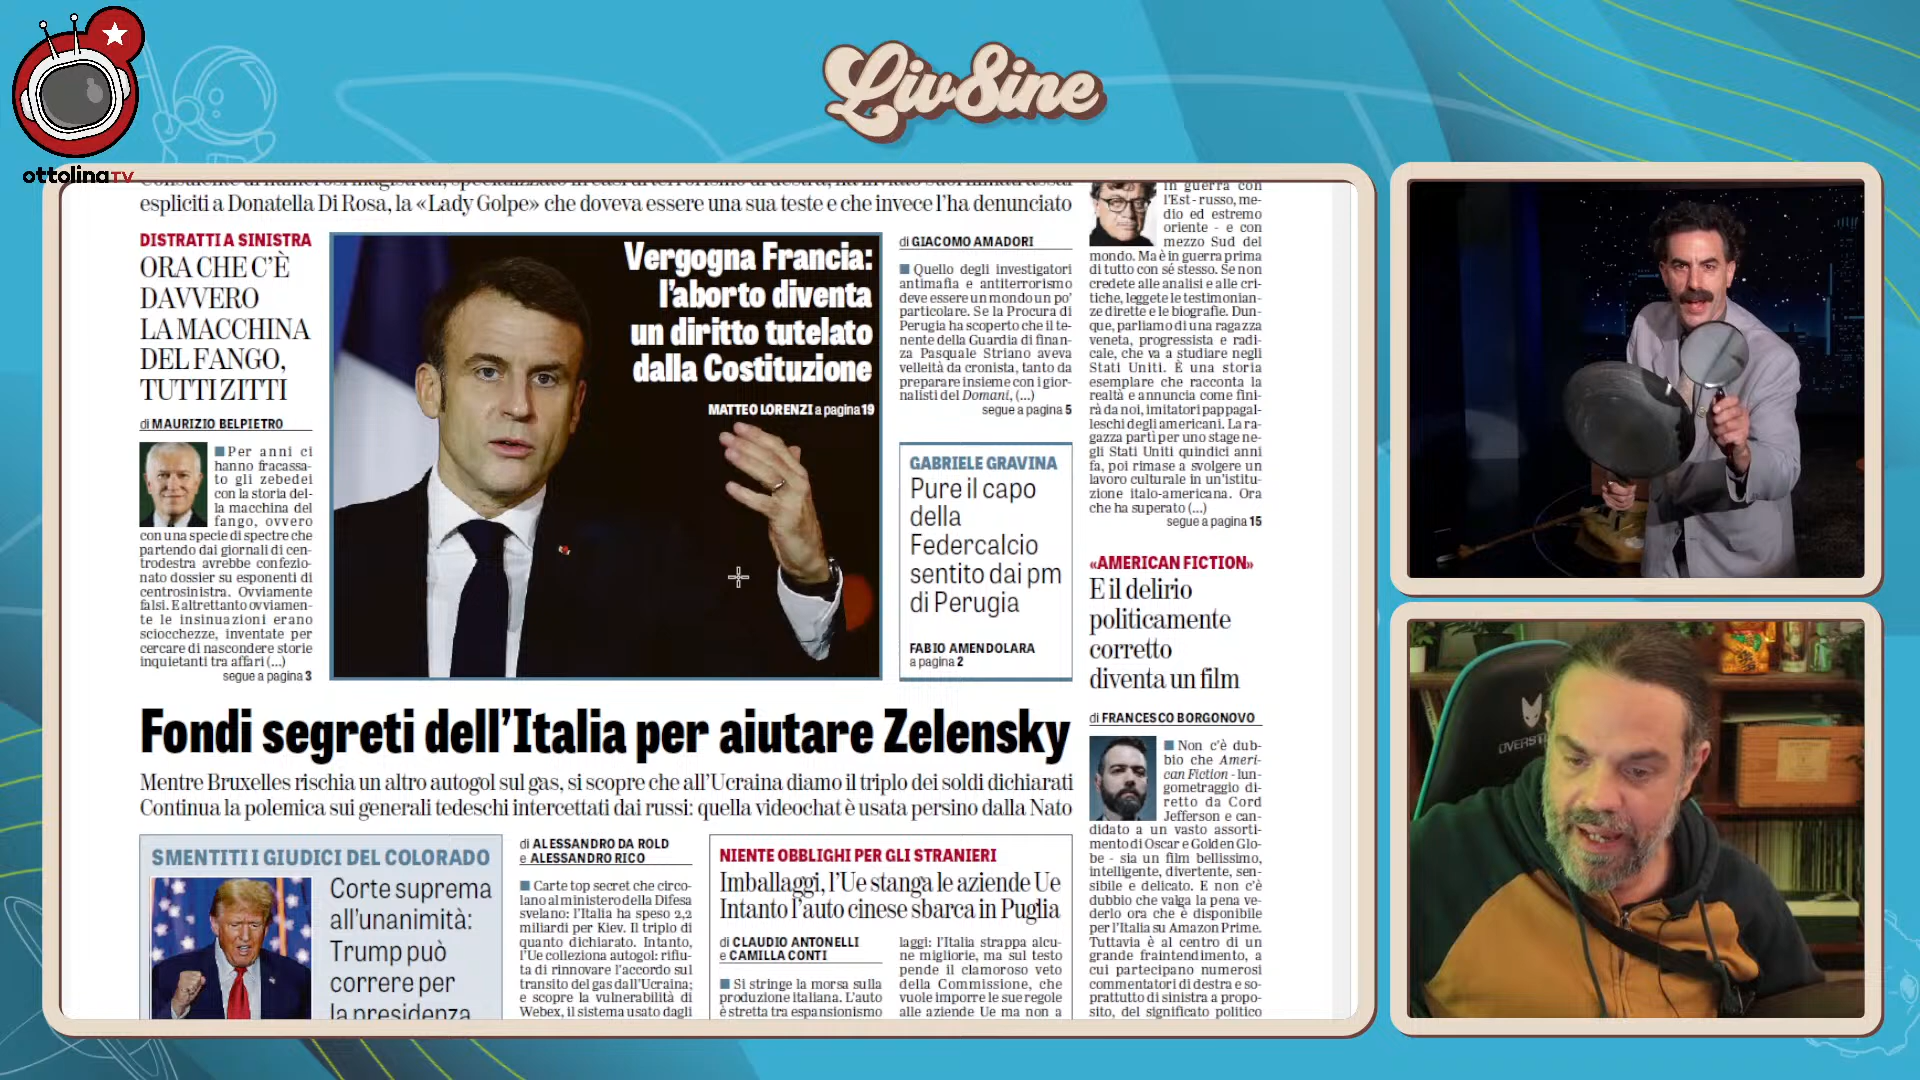 Liv8ine
ottolinaTV
espliciti a Donatella Di Rosa, la «Lady Golpe» che doveva essere una sua teste e che invece l'ha denunciato
DISTRATTI A SINISTRA
ORA CHE C'È
DAVVERO
LA MACCHINA
DEL FANGO,
TUTTI ZITTI
di MAURIZIO BELPIETRO
Per anni ci
hanno fracassa-
to gli zebedei
con la storia del-
la macchina del
fango, ovvero
con una specie di spectre che
partendo dai giornali di cen-
trodestra avrebbe confezio-
nato dossier su esponenti di
centrosinistra. Ovviamente
falsi. E altrettanto ovviamen-
te le insinuazioni erano
sciocchezze, inventate per
cercare di nascondere storie
inquietanti tra affari (...)
segue a pagina 3
Vergogna Francia:
l'aborto diventa
un diritto tutelato
dalla Costituzione
MATTEO LORENZI a pagina 19
di GIACOMO AMADORI
Quello degli investigatori
antimafia e antiterrorismo
deve essere un mondo un po'
particolare. Se la Procura di
Perugia ha scoperto che il te-
nente della Guardia di finan-
za Pasquale Striano aveva
velleità da cronista, tanto da
preparare insieme con i gior-
nalisti del Domani, (...)
segue a pagina 5
GABRIELE GRAVINA
Pure il capo
della
Federcalcio
sentito dai pm
di Perugia
FABIO AMENDOLARA
a pagina 2
in guerra con
l'Est - russo, me-
dio ed estremo
oriente - e con
mezzo Sud del
mondo. Ma è in guerra prima
di tutto con sé stesso. Se non
credete alle analisi e alle cri-
tiche, leggete le testimonian-
ze dirette e le biografie. Dun-
que, parliamo di una ragazza
veneta, progressista e radi-
cale, che va a studiare negli
Stati Uniti. È una storia
esemplare che racconta la
realtà e annuncia come fini-
rà da noi, imitatori pappagal-
leschi degli americani. La ra-
gazza partì per uno stage ne-
gli Stati Uniti quindici anni
fa, poi rimase a svolgere un
lavoro culturale in un'istitu-
zione italo-americana. Ora
che ha superato (...)
segue a pagina 15
«AMERICAN FICTION»
E il delirio
politicamente
corretto
diventa un film
di FRANCESCO BORGONOVO
Non c'è dub-
bio che Ameri-
can Fiction - lun-
gometraggio di-
retto da Cord
Jefferson e can-
didato a un vasto assorti-
mento di Oscar e Golden Glo-
be - sia un film bellissimo,
intelligente, divertente, sen-
sibile e delicato. E non c'è
dubbio che valga la pena ve-
derlo ora che è disponibile
per l'Italia su Amazon Prime.
Tuttavia è al centro di un
grande fraintendimento, a
cui partecipano numerosi
commentatori di destra e so-
prattutto di sinistra a propo-
sito, del significato politico
Fondi segreti dell'Italia per aiutare Zelensky
Mentre Bruxelles rischia un altro autogol sul gas, si scopre che all'Ucraina diamo il triplo dei soldi dichiarati
Continua la polemica sui generali tedeschi intercettati dai russi: quella videochat è usata persino dalla Nato
SMENTITI I GIUDICI DEL COLORADO
Corte suprema
all'unanimità:
Trump può
correre per
la presidenza
di ALESSANDRO DA ROLD
e ALESSANDRO RICO
Carte top secret che circo-
lano al ministero della Difesa
svelano: l'Italia ha speso 2,2
miliardi per Kiev. Il triplo di
quanto dichiarato. Intanto,
l'Ue colleziona autogol: rifiu-
ta di rinnovare l'accordo sul
transito del gas dall'Ucraina;
e scopre la vulnerabilità di
Webex, il sistema usato dagli
NIENTE OBBLIGHI PER GLI STRANIERI
Imballaggi, l'Ue stanga le aziende Ue
Intanto l'auto cinese sbarca in Puglia
di CLAUDIO ANTONELLI
e CAMILLA CONTI
Si stringe la morsa sulla
produzione italiana. L'auto
è stretta tra espansionismo
laggi: l'Italia strappa alcu-
ne migliorie, ma sul testo
pende il clamoroso veto
della Commissione, che
vuole imporre le sue regole
alle aziende Ue ma non a